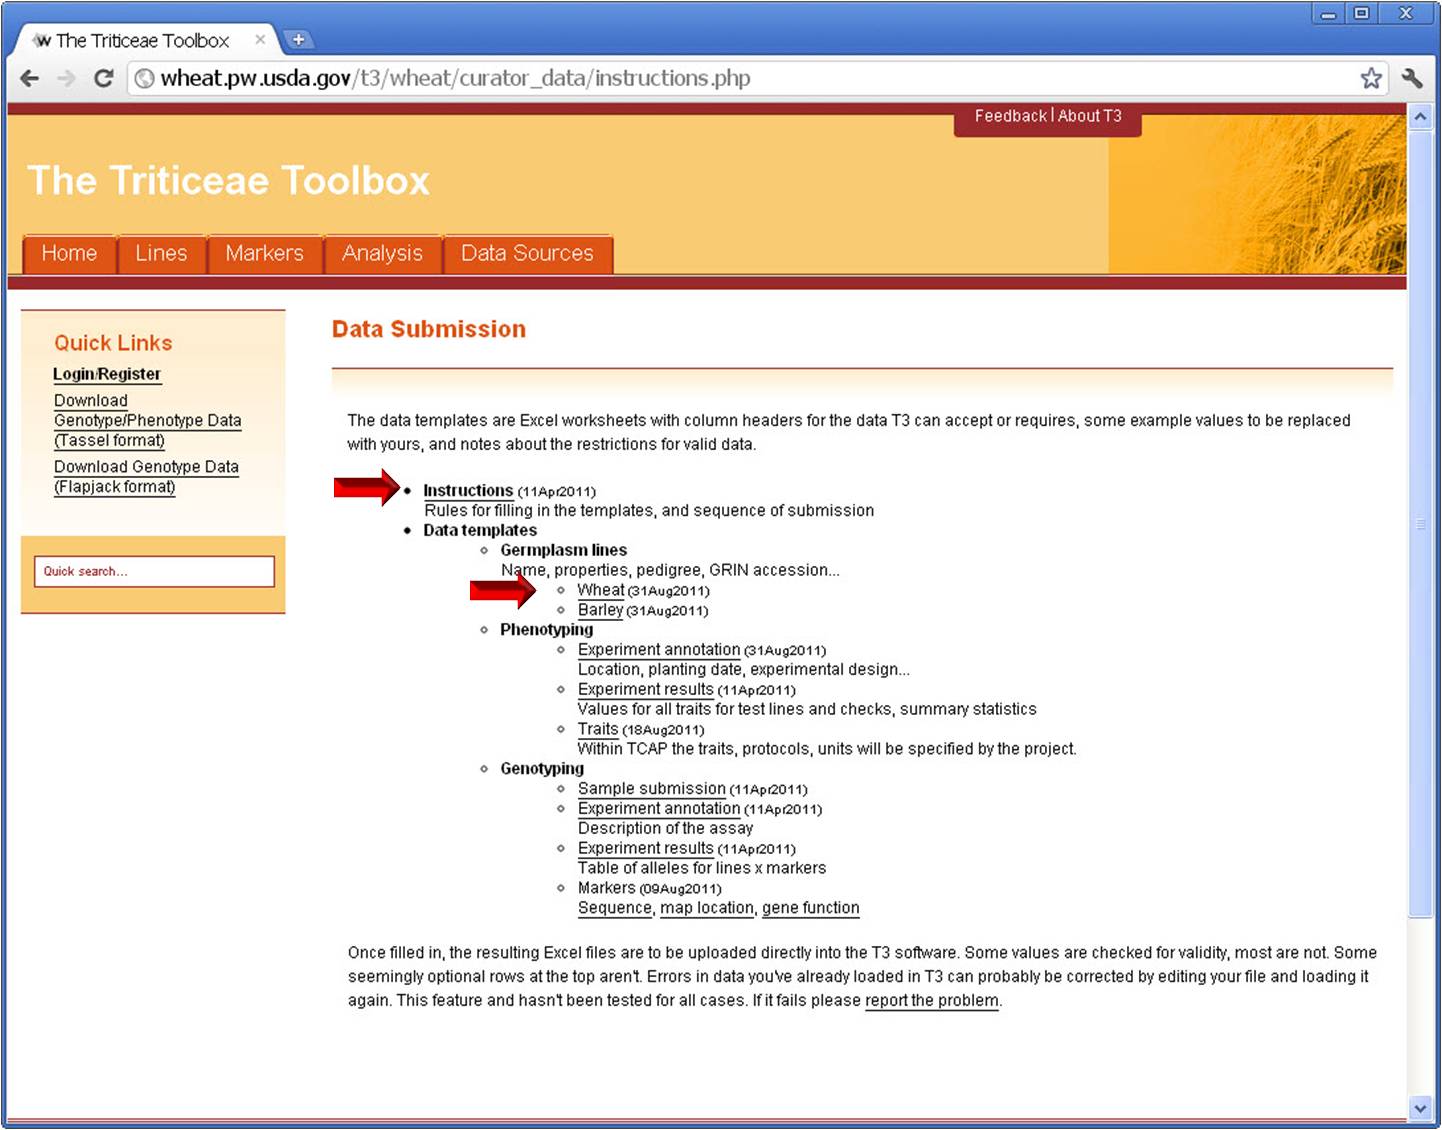 The Triticeae Toolbox
wheat.pw.usda.gov/t3/wheat/curator_data/instructions.php
Feedback | About T3
The Triticeae Toolbox
Home Lines Markers Analysis Data Sources
Quick Links
Login/Register
Download
Genotype/Phenotype Data
(Tassel format)
Download Genotype Data
(Flapjack format)
Quick search...
Data Submission
The data templates are Excel worksheets with column headers for the data T3 can accept or requires, some example values to be replaced
with yours, and notes about the restrictions for valid data.
Instructions (11Apr2011)
Rules for filling in the templates, and sequence of submission
Data templates
Germplasm lines
Name, properties, pedigree, GRIN accession...
Wheat (31Aug2011)
Barley (31Aug2011)
Phenotyping
Experiment annotation (31Aug2011)
Location, planting date, experimental design...
Experiment results (11Apr2011)
Values for all traits for test lines and checks, summary statistics
Traits (18Aug2011)
Within TCAP the traits, protocols, units will be specified by the project.
Genotyping
Sample submission (11Apr2011)
Experiment annotation (11Apr2011)
Description of the assay
Experiment results (11Apr2011)
Table of alleles for lines x markers
Markers (09Aug2011)
Sequence, map location, gene function
Once filled in, the resulting Excel files are to be uploaded directly into the T3 software. Some values are checked for validity, most are not. Some
seemingly optional rows at the top aren't. Errors in data you've already loaded in T3 can probably be corrected by editing your file and loading it
again. This feature and hasn't been tested for all cases. If it fails please report the problem.